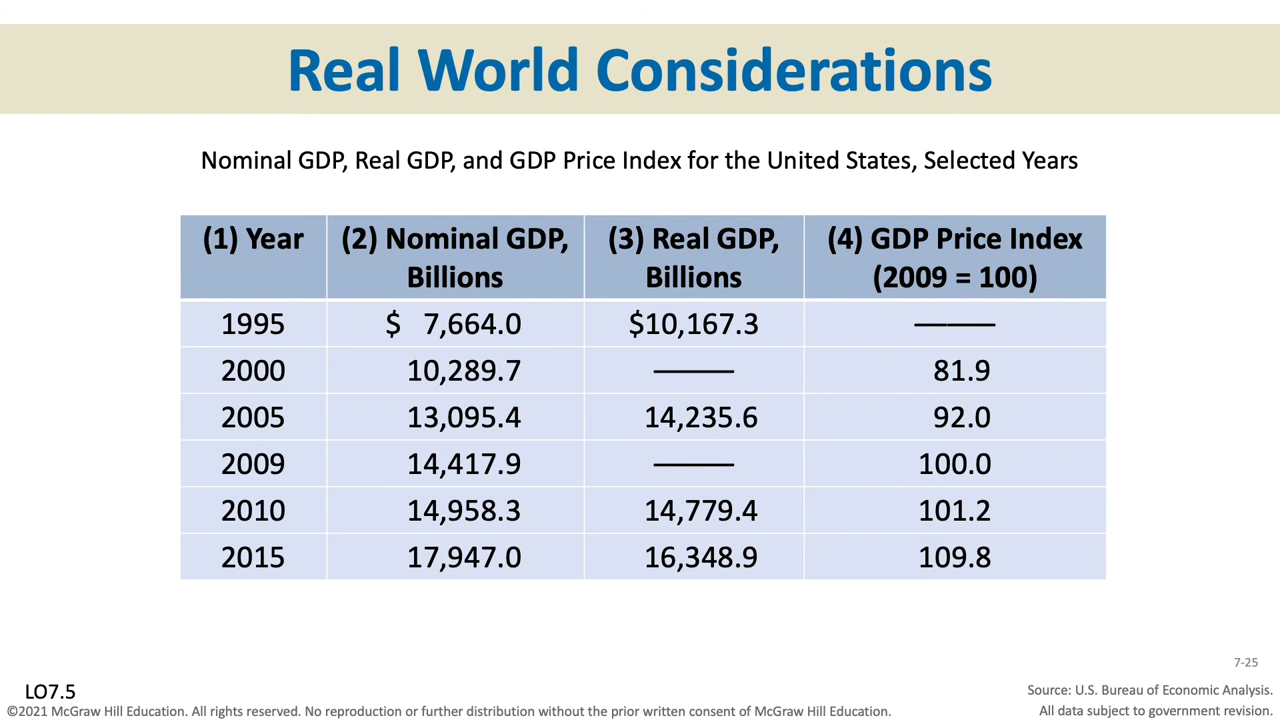 Real World Considerations
Nominal GDP, Real GDP, and GDP Price Index for the United States, Selected Years
(1) Year (2) Nominal GDP, Billions (3) Real GDP, Billions (4) GDP Price Index (2009 = 100)
1995 $ 7,664.0 $10,167.3 ———
2000 10,289.7 ——— 81.9
2005 13,095.4 14,235.6 92.0
2009 14,417.9 ——— 100.0
2010 14,958.3 14,779.4 101.2
2015 17,947.0 16,348.9 109.8
7-25
LO7.5
Source: U.S. Bureau of Economic Analysis.
©2021 McGraw Hill Education. All rights reserved. No reproduction or further distribution without the prior written consent of McGraw Hill Education.
All data subject to government revision.